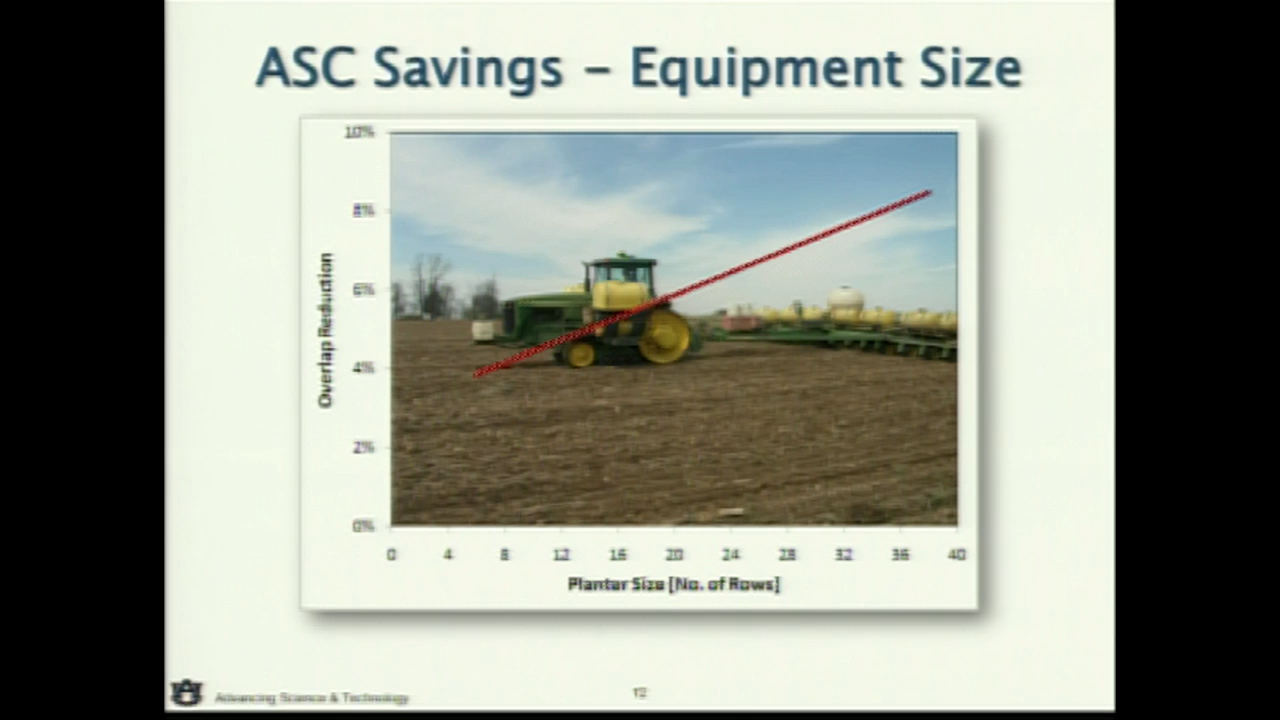 ASC Savings – Equipment Size
10%
8%
6%
4%
2%
0%
Overlap Reduction
0 4 8 12 16 20 24 28 32 36 40
Planter Size [No. of Rows]
Advancing Science & Technology
12